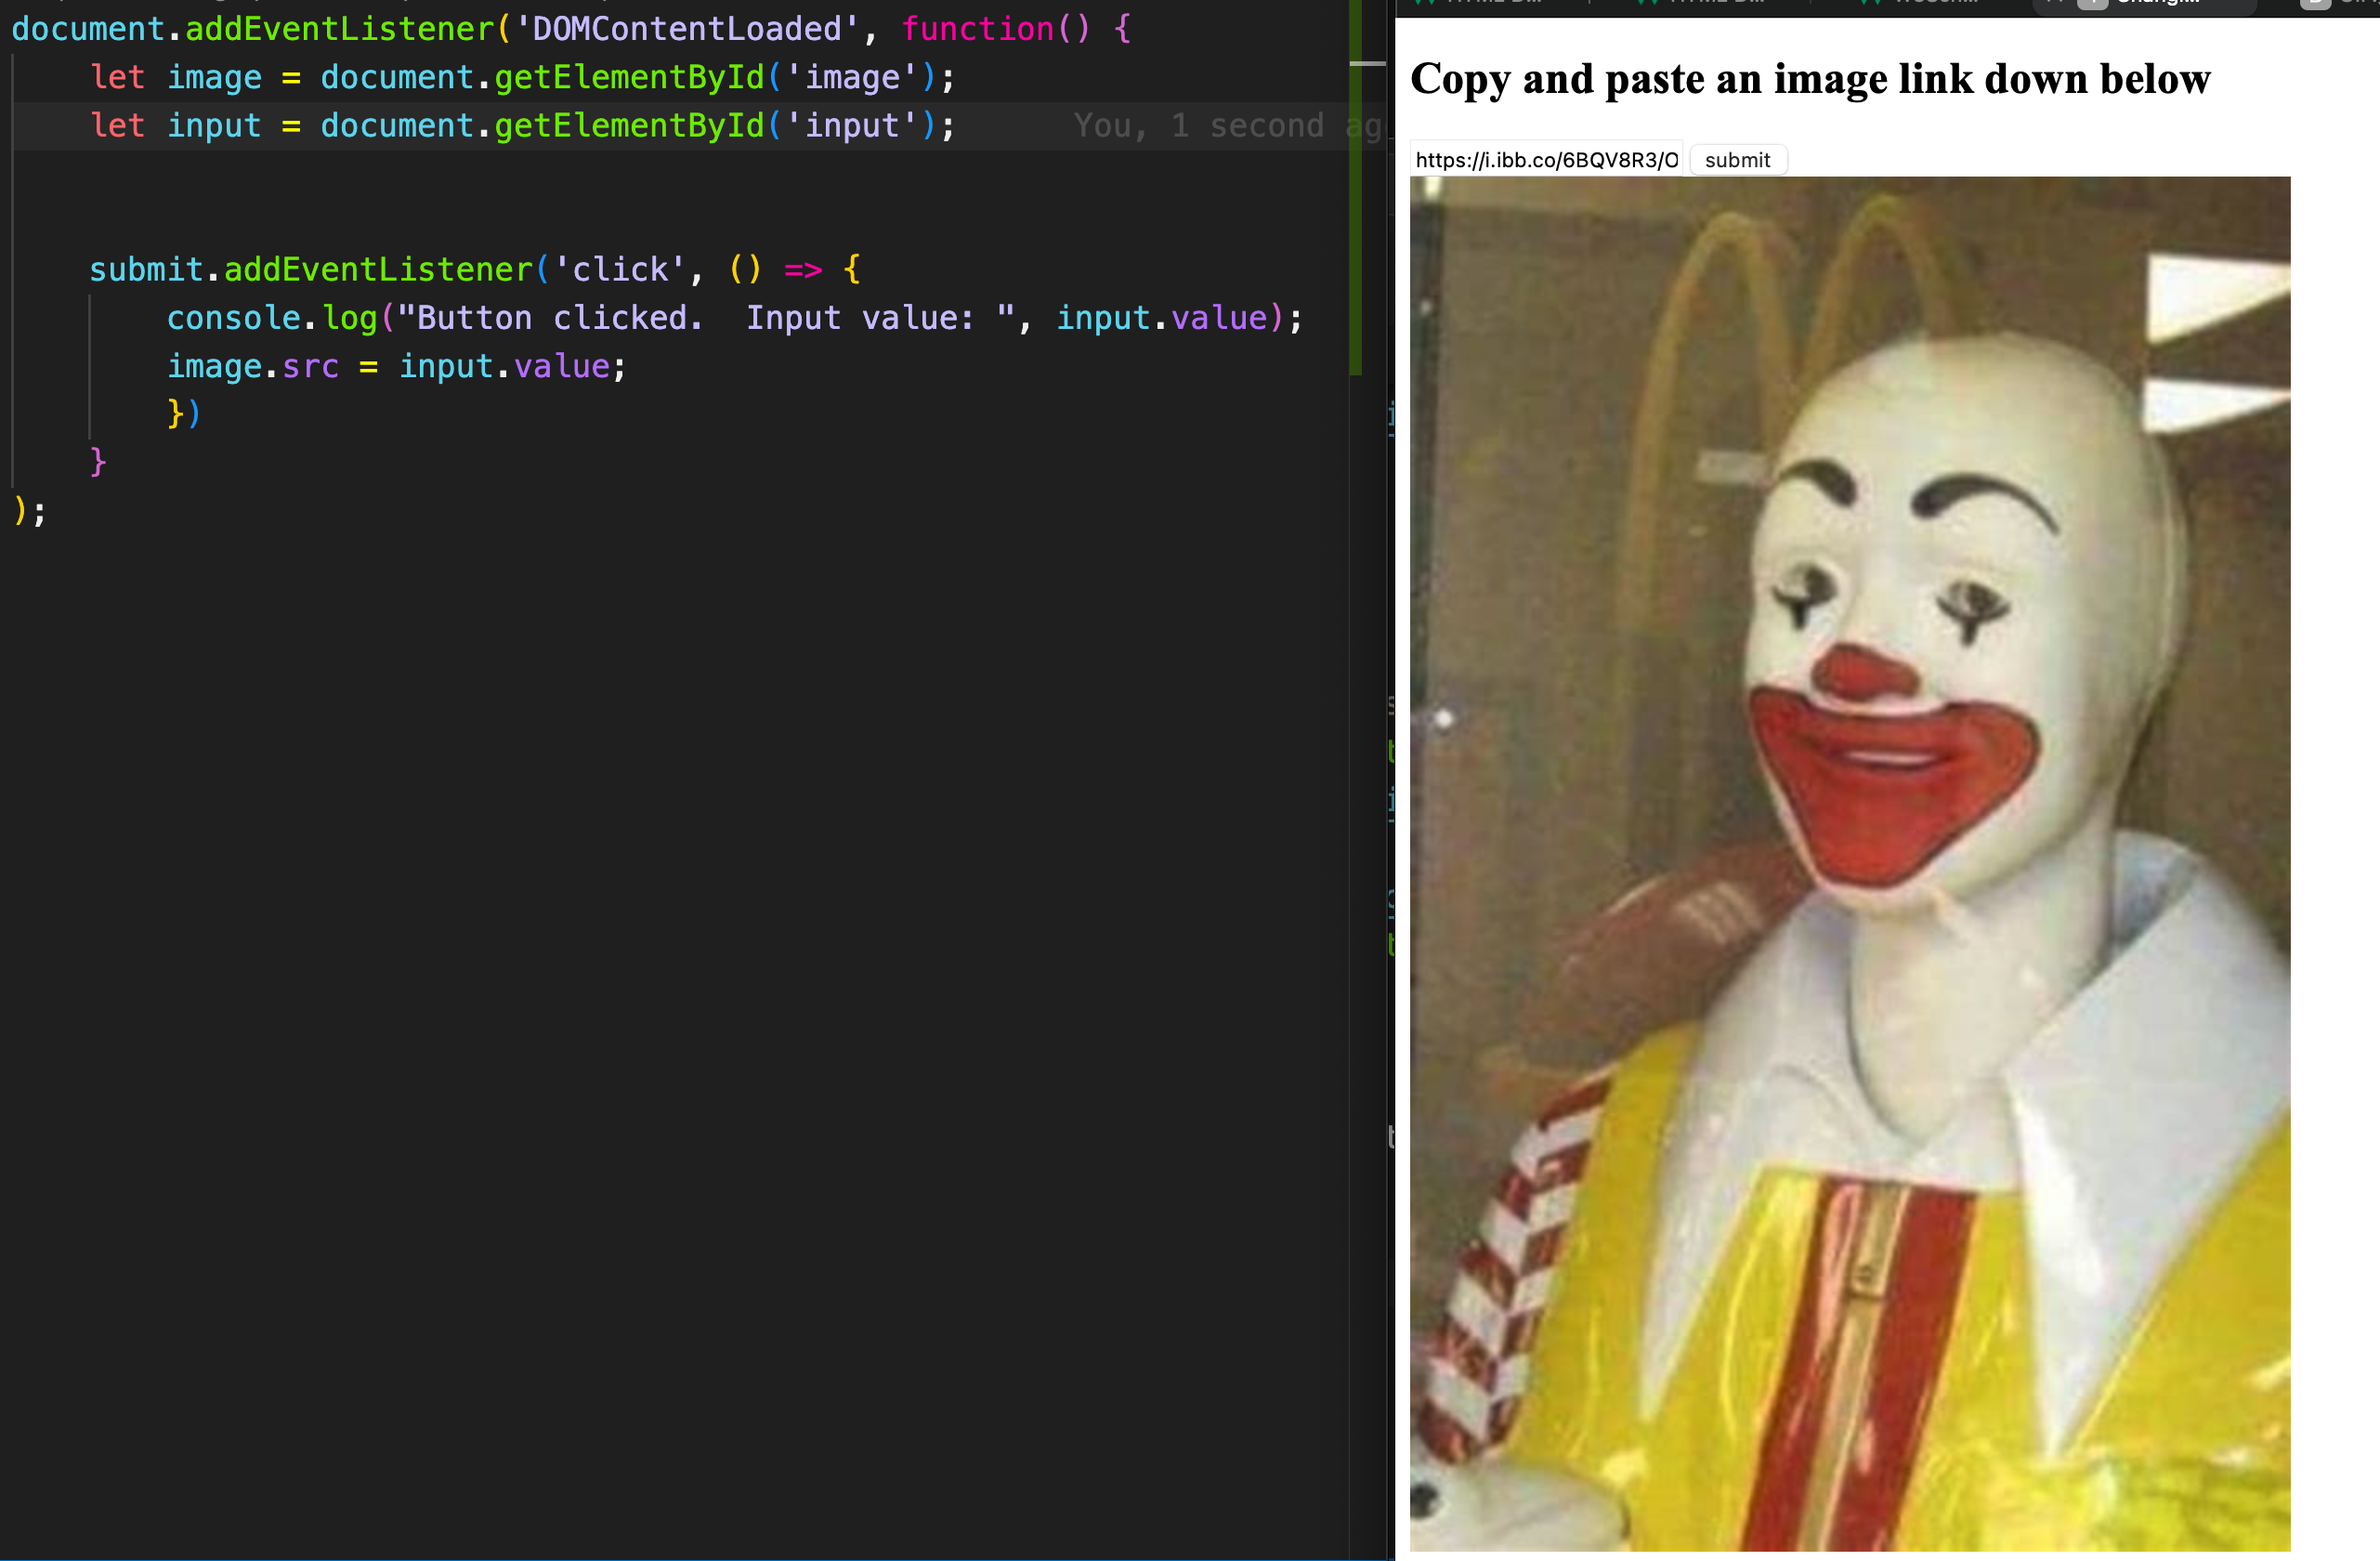 document.addEventListener('DOMContentLoaded', function() {
let image = document.getElementById('image');
let input = document.getElementById('input');
You, 1 second ag
submit.addEventListener('click', () => {
console.log("Button clicked.  Input value: ", input.value);
image.src = input.value;
})
}
);
Copy and paste an image link down below
https://i.ibb.co/6BQV8R3/O
submit